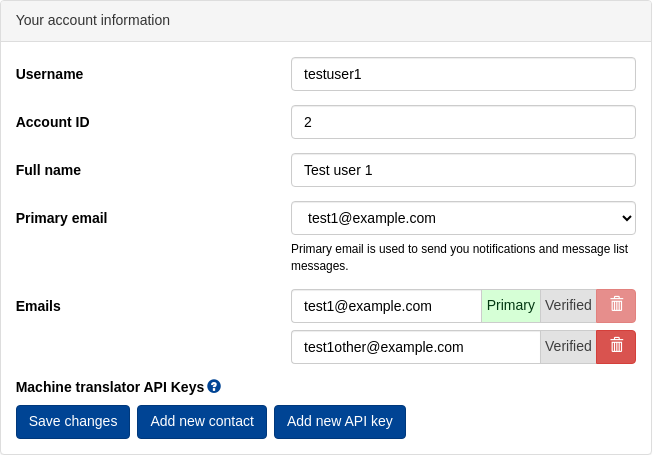 Your account information
Username testuser1
Account ID 2
Full name Test user 1
Primary email test1@example.com
Primary email is used to send you notifications and message list
messages.
Emails test1@example.com Primary Verified
test1other@example.com Verified
Machine translator API Keys ?
Save changes Add new contact Add new API key